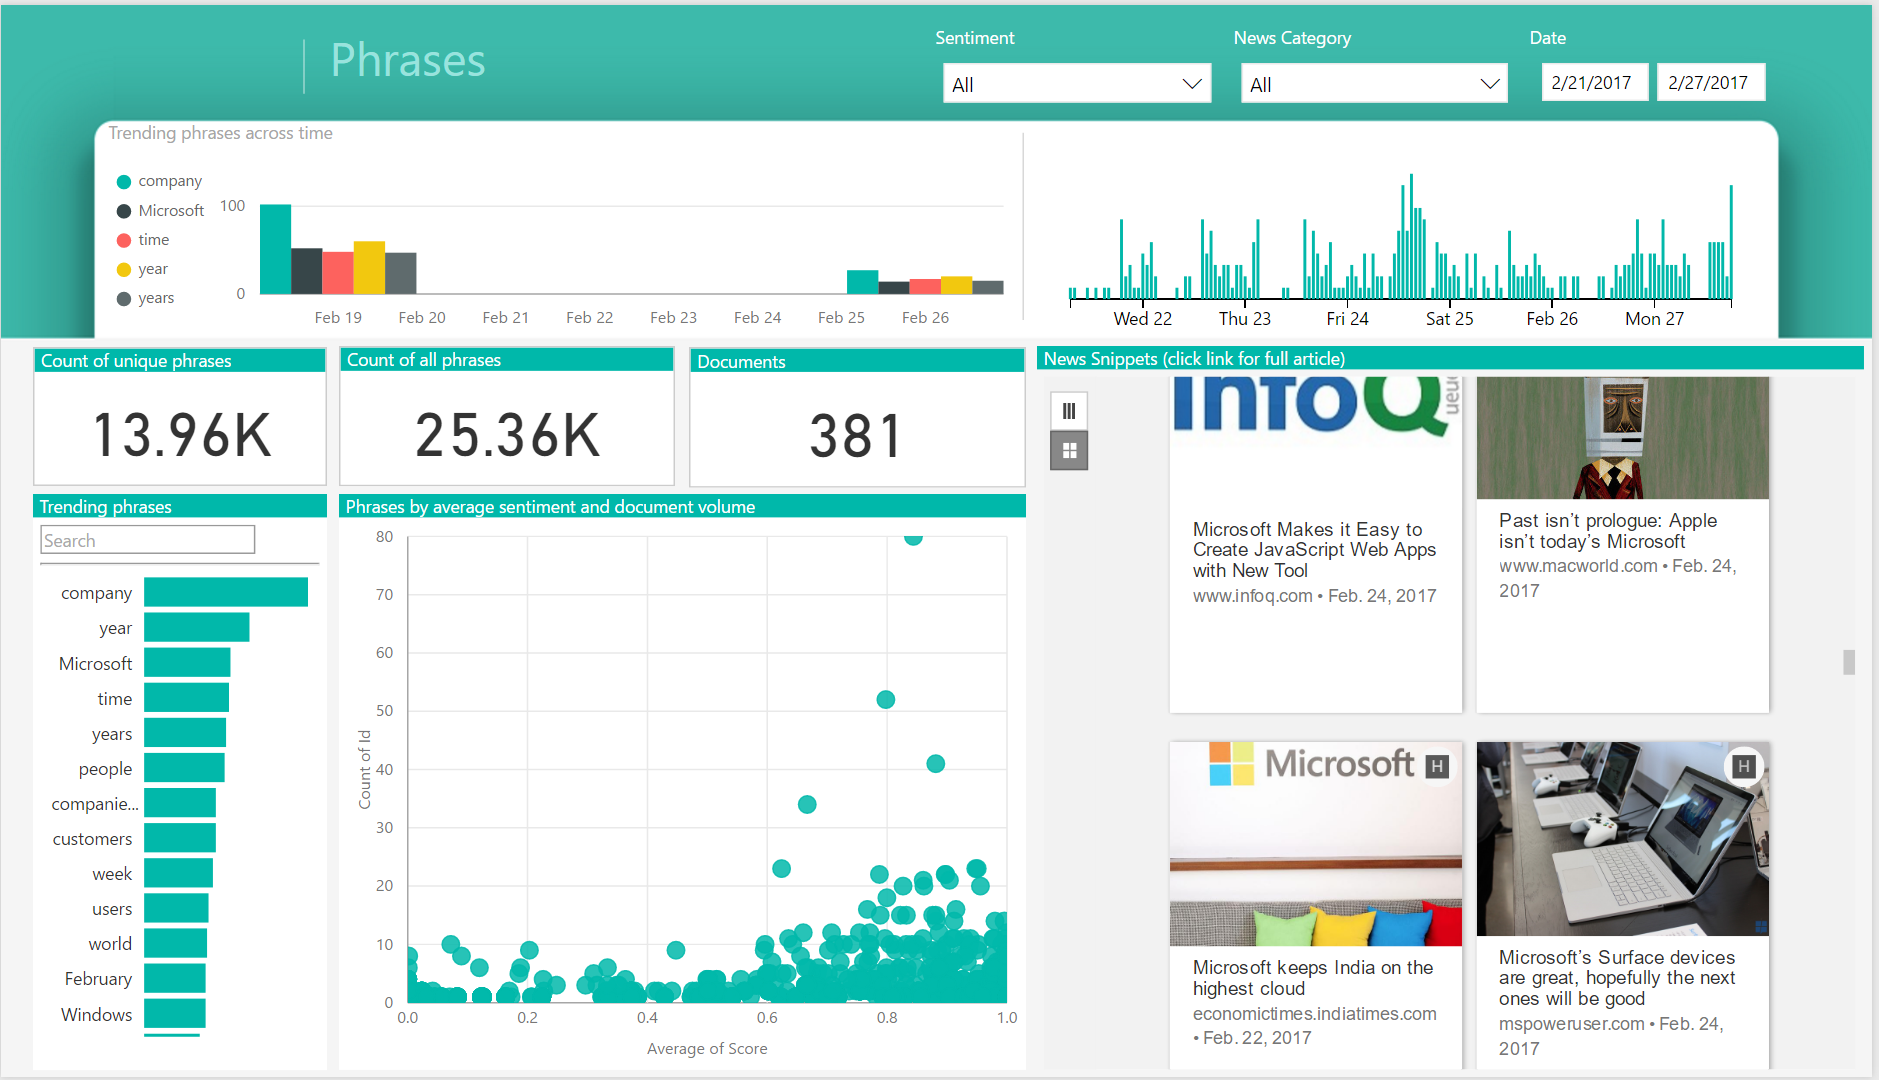 Phrases
Sentiment
All
News Category
All
Date
2/21/2017
2/27/2017
Trending phrases across time
company
Microsoft
time
year
years
100
0
Feb 19
Feb 20
Feb 21
Feb 22
Feb 23
Feb 24
Feb 25
Feb 26
Wed 22
Thu 23
Fri 24
Sat 25
Feb 26
Mon 27
Count of unique phrases
13.96K
Count of all phrases
25.36K
Documents
381
Trending phrases
Search
company
year
Microsoft
time
years
people
companie...
customers
week
users
world
February
Windows
Phrases by average sentiment and document volume
80
70
60
50
40
30
20
10
0
Count of Id
0.0
0.2
0.4
0.6
0.8
1.0
Average of Score
News Snippets (click link for full article)
InfoQ
Microsoft Makes it Easy to
Create JavaScript Web Apps
with New Tool
www.infoq.com • Feb. 24, 2017
Past isn’t prologue: Apple
isn’t today’s Microsoft
www.macworld.com • Feb. 24,
2017
Microsoft
H
Microsoft keeps India on the
highest cloud
economictimes.indiatimes.com
• Feb. 22, 2017
H
Microsoft’s Surface devices
are great, hopefully the next
ones will be good
mspoweruser.com • Feb. 24,
2017